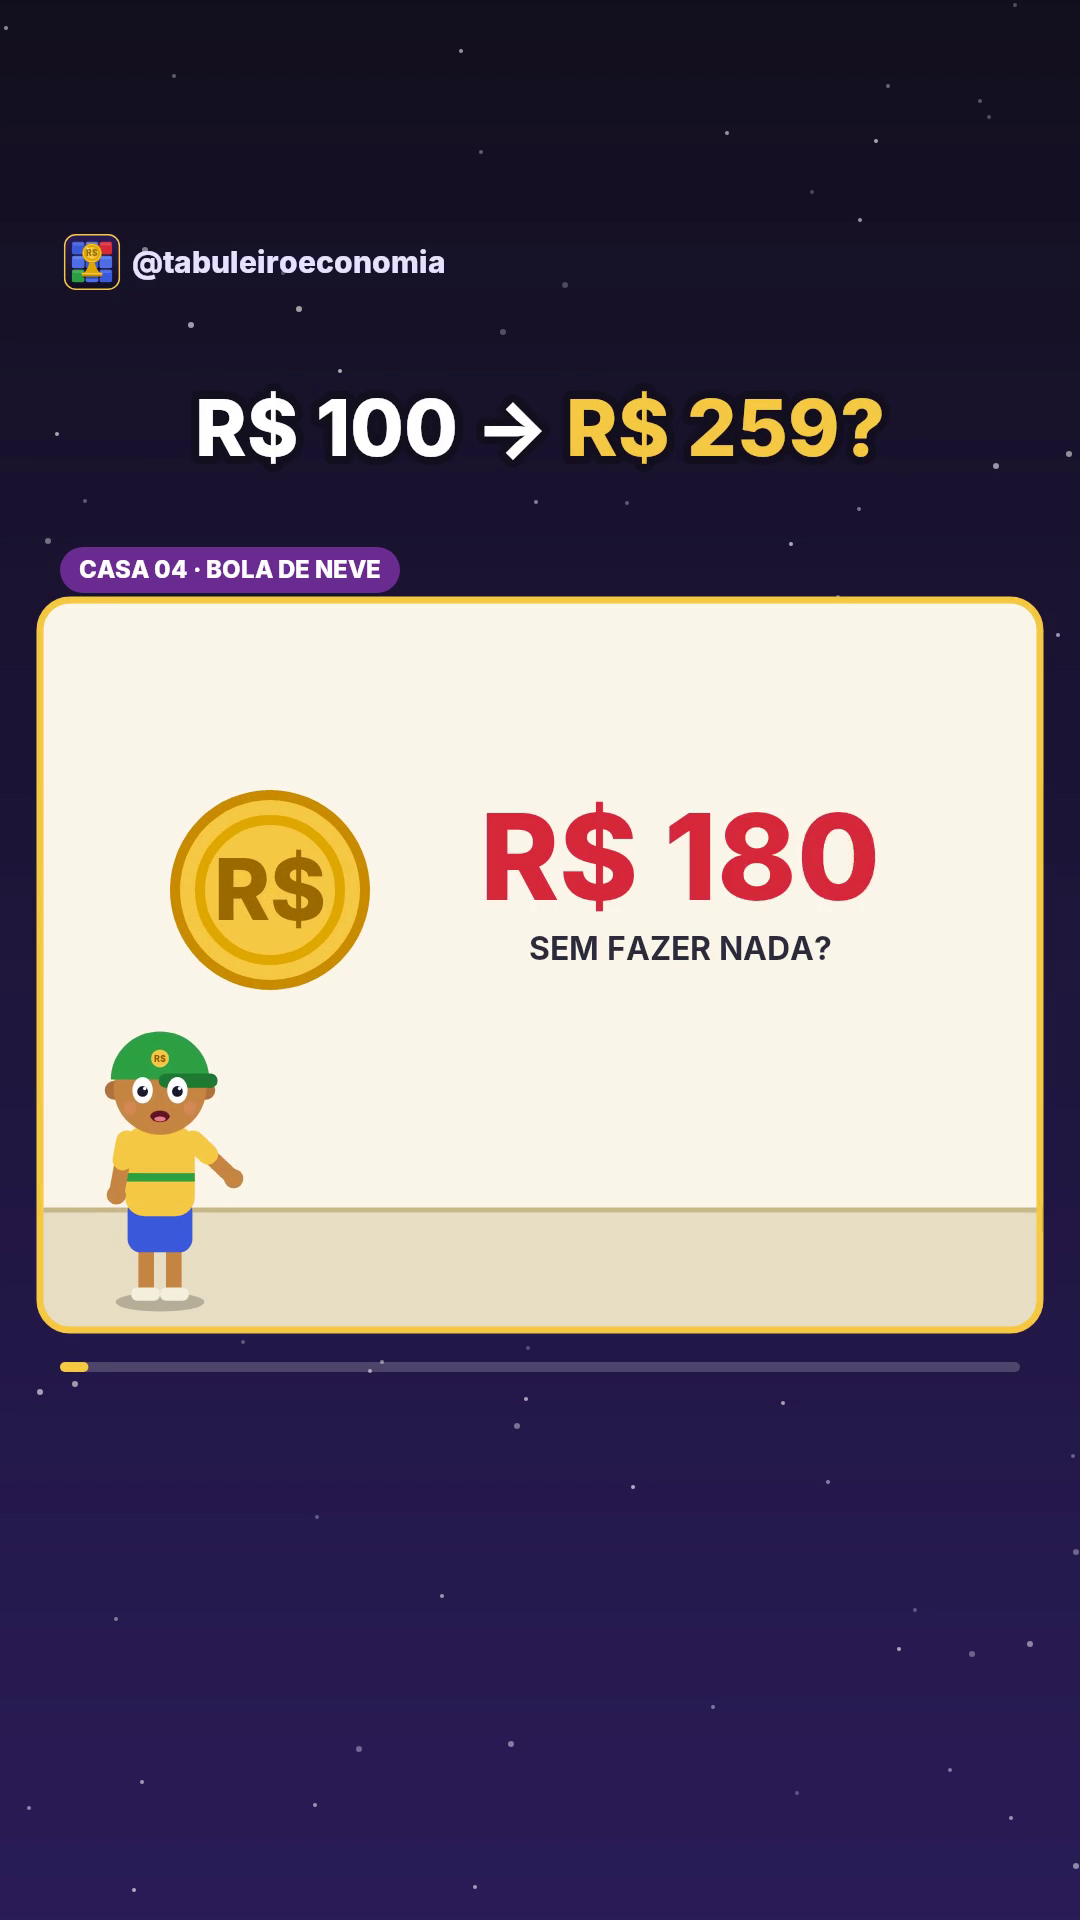 @tabuleiroeconomia
R$ 100 → R$ 259?
CASA 04 · BOLA DE NEVE
R$ R$ 180
SEM FAZER NADA?
R$